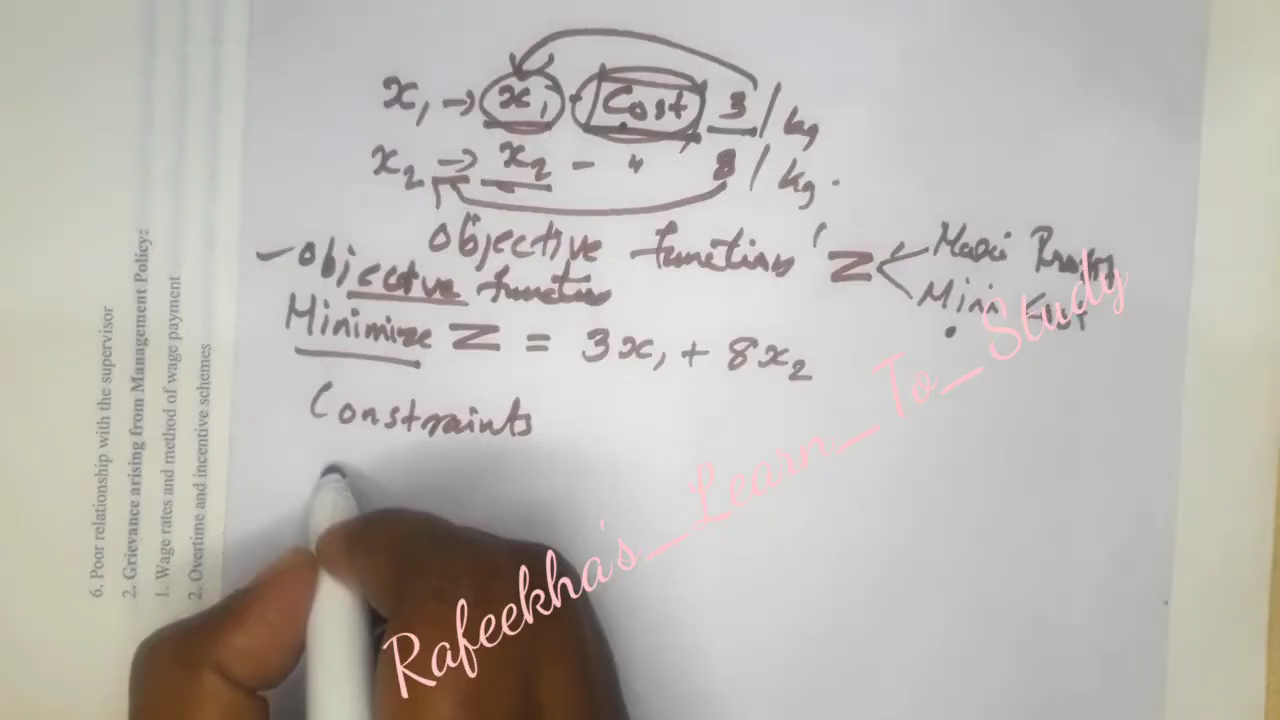 x₁ → x₁ - Cost 3 / kg
x₂ → x₂ - " 8 / kg.
Objective function Z
Maxi Profit
Mini Cost
Objective function
Minimize Z = 3x₁ + 8x₂
Constraints
6. Poor relationship with the supervisor
2. Grievance arising from Management Policy:
1. Wage rates and method of wage payment
2. Overtime and incentive schemes
Rafeekha's_Learn_To_Study